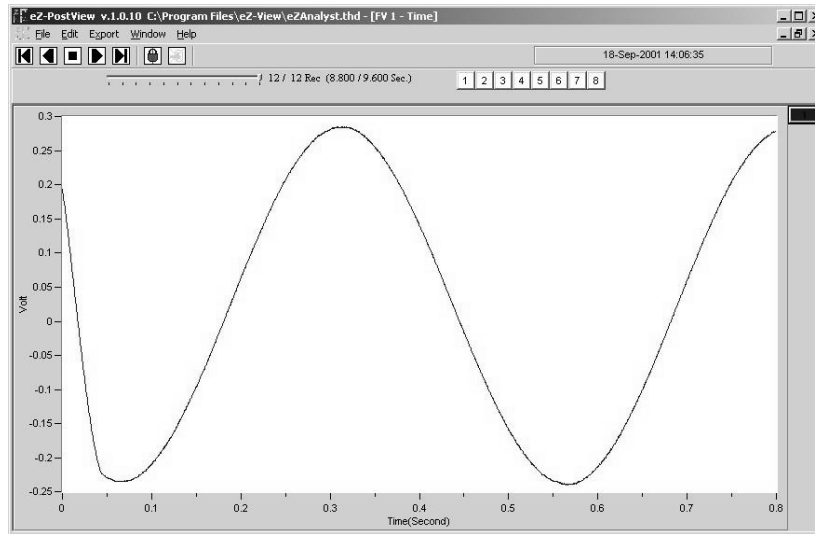 eZ-PostView v.1.0.10 C:\Program Files\eZ-View\eZAnalyst.thd - [FV 1 - Time]
File Edit Export Window Help
18-Sep-2001 14:06:35
12 / 12 Rec (8.800 / 9.600 Sec.)
1 2 3 4 5 6 7 8
1
0.3
0.25
0.2
0.15
0.1
0.05
0
-0.05
-0.1
-0.15
-0.2
-0.25
Volt
0 0.1 0.2 0.3 0.4 0.5 0.6 0.7 0.8
Time(Second)